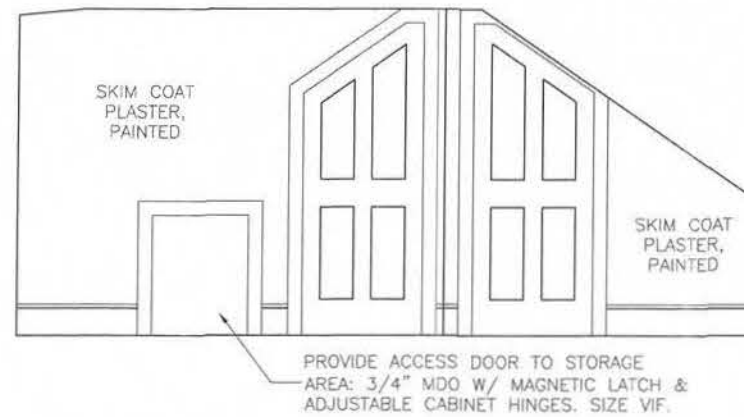 SKIM COAT
PLASTER,
PAINTED
SKIM COAT
PLASTER,
PAINTED
PROVIDE ACCESS DOOR TO STORAGE
AREA: 3/4" MDO W/ MAGNETIC LATCH &
ADJUSTABLE CABINET HINGES. SIZE VIF.